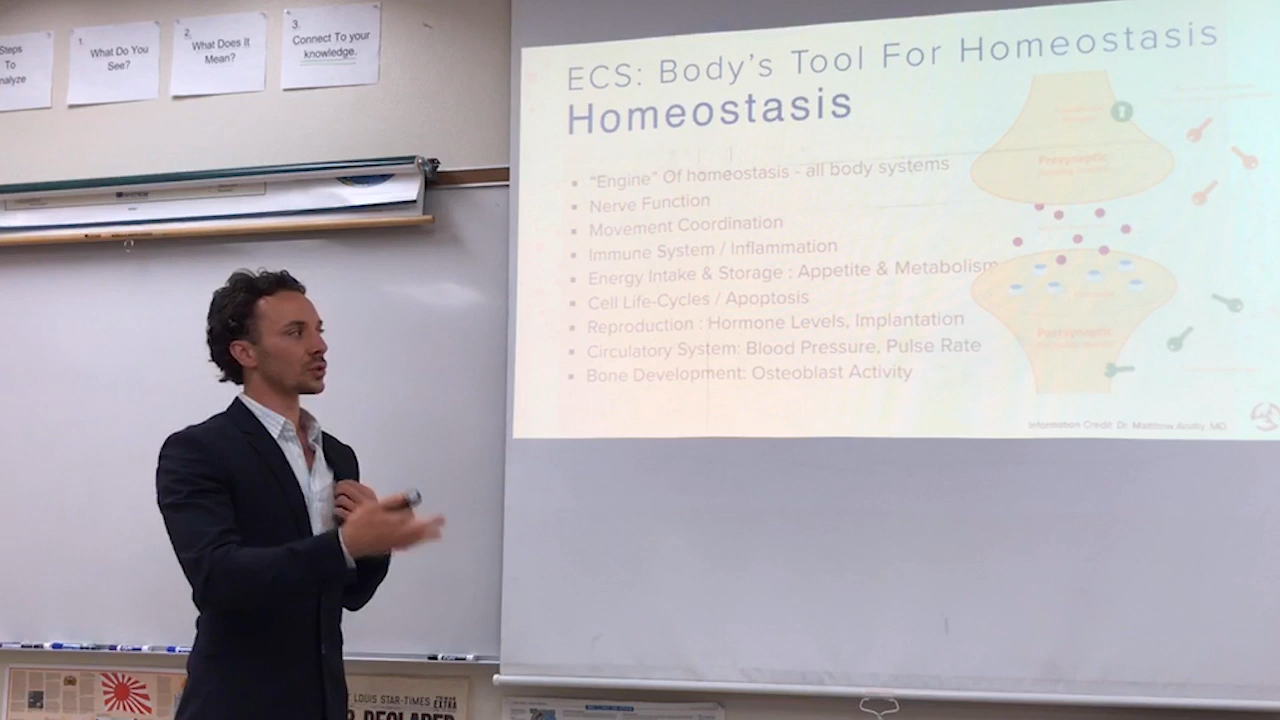 Steps
To
nalyze
1.
What Do You
See?
2.
What Does It
Mean?
3.
Connect To your
knowledge.
ECS: Body's Tool For Homeostasis
Homeostasis
"Engine" Of homeostasis - all body systems
Nerve Function
Movement Coordination
Immune System / Inflammation
Energy Intake & Storage : Appetite & Metabolism
Cell Life-Cycles / Apoptosis
Reproduction : Hormone Levels, Implantation
Circulatory System: Blood Pressure, Pulse Rate
Bone Development: Osteoblast Activity
Presynaptic
Postsynaptic
Information Credit: Dr. Matthew MD
LOUIS STAR-TIMES
EXTRA
DECLARED